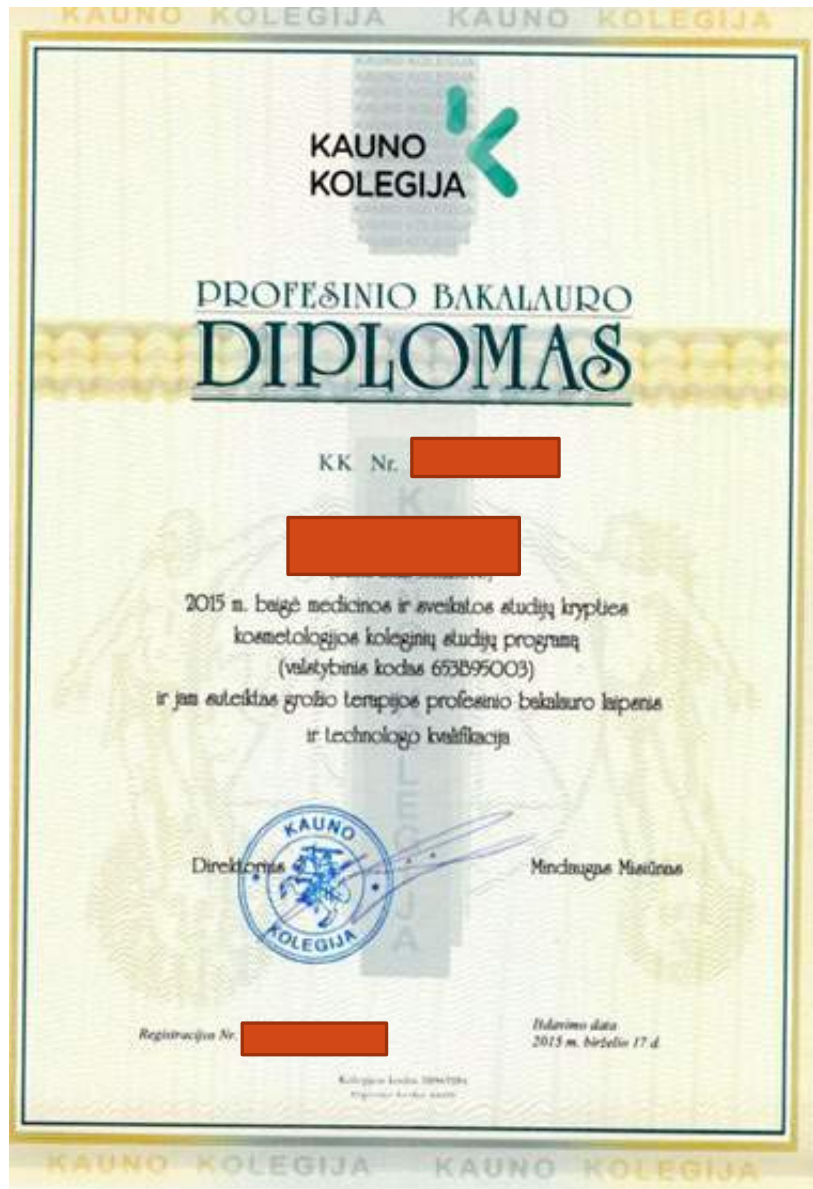 KAUNO KOLEGIJA KAUNO KOLEGIJA
KAUNO
KOLEGIJA
PROFESINIO BAKALAURO
DIPLOMAS
KK Nr.
2015 m. baigė medicinos ir sveikatos studijų krypties
kosmetologijos koleginių studijų programą
(valstybinis kodas 653B95003)
ir jam suteiktas grožio terapijos profesinio bakalauro laipsnis
ir technologo kvalifikacija
KAUNO
KOLEGIJA
Direktorius
Mindaugas Misiūnas
Registracijos Nr.
Išdavimo data
2015 m. birželio 17 d.
Kolegijos kodas
KAUNO KOLEGIJA KAUNO KOLEGIJA